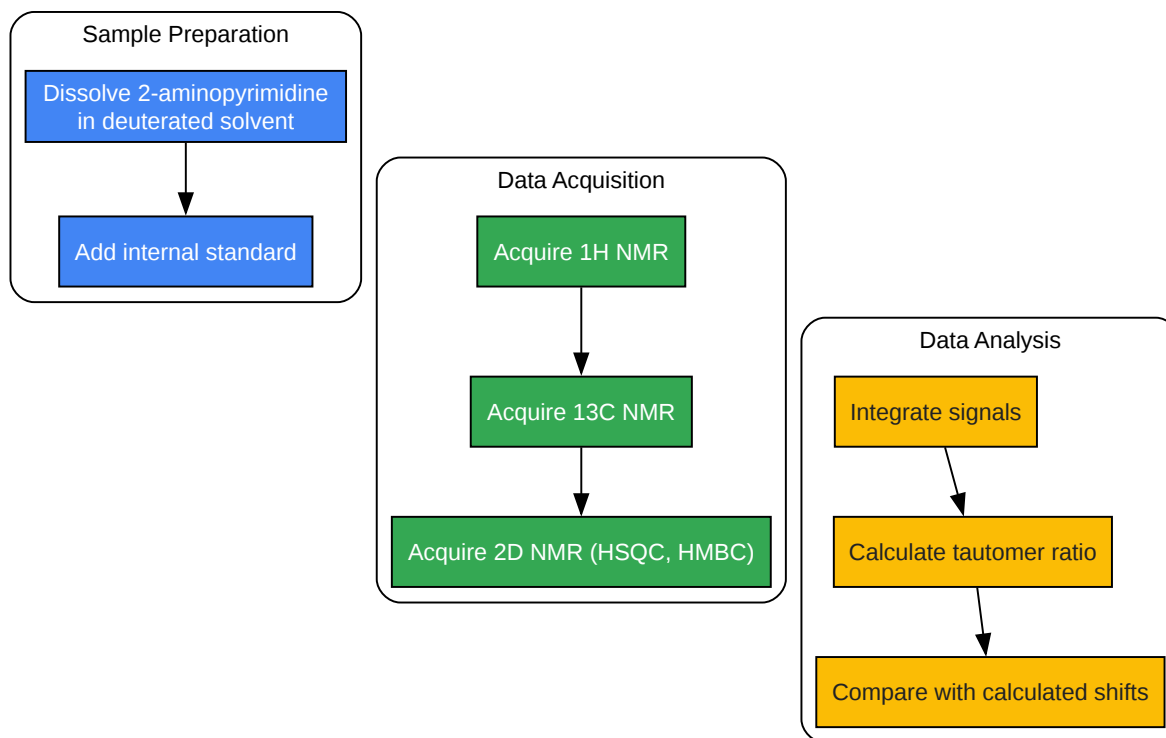 Sample Preparation
Dissolve 2-aminopyrimidine
in deuterated solvent
Add internal standard
Data Acquisition
Acquire 1H NMR
Acquire 13C NMR
Acquire 2D NMR (HSQC, HMBC)
Data Analysis
Integrate signals
Calculate tautomer ratio
Compare with calculated shifts